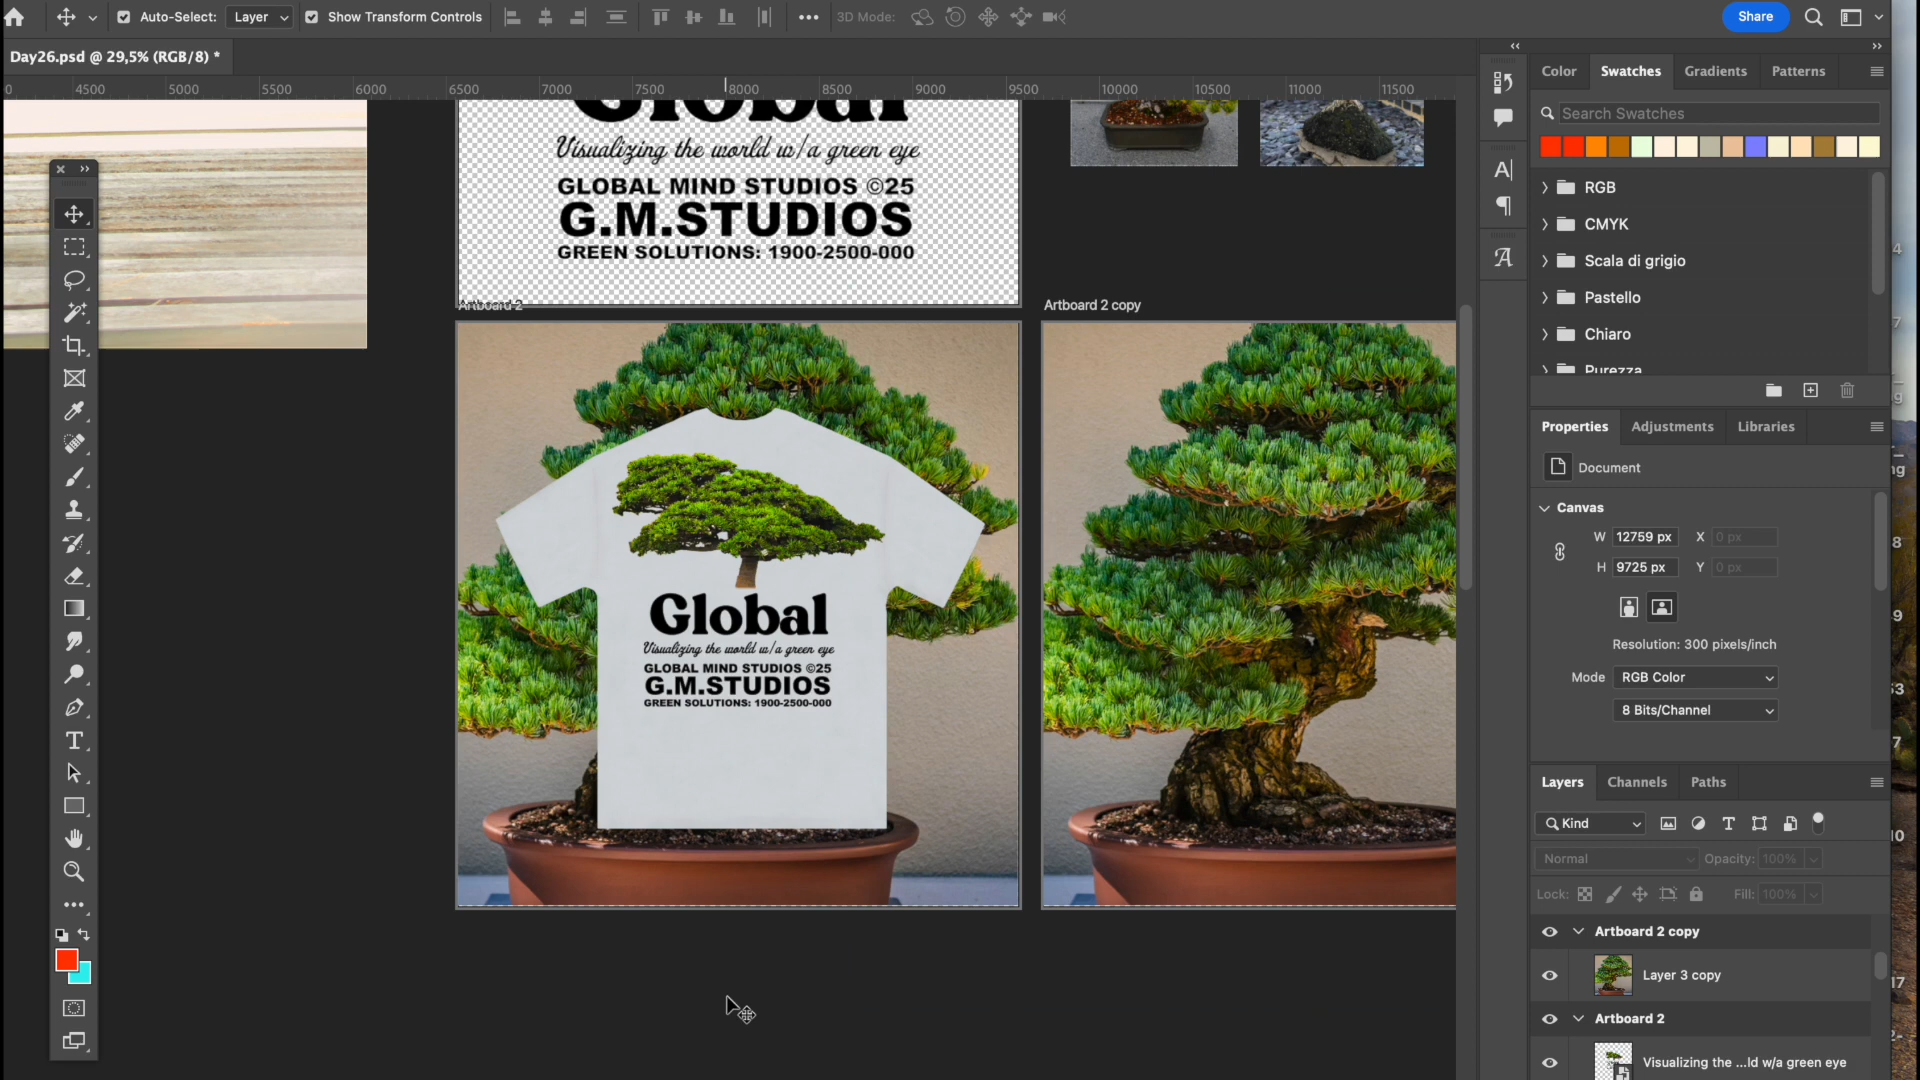 Auto-Select: Layer Show Transform Controls 3D Mode: Share
Day26.psd @ 29,5% (RGB/8) *
0 4500 5000 5500 6000 6500 7000 7500 8000 8500 9000 9500 10000 10500 11000 11500
Global
Visualizing the world w/a green eye
GLOBAL MIND STUDIOS ©25
G.M.STUDIOS
GREEN SOLUTIONS: 1900-2500-000
Artboard 2
Artboard 2 copy
Global
Visualizing the world w/a green eye
GLOBAL MIND STUDIOS ©25
G.M.STUDIOS
GREEN SOLUTIONS: 1900-2500-000
Color Swatches Gradients Patterns
Search Swatches
RGB
CMYK
Scala di grigio
Pastello
Chiaro
Purezza
Properties Adjustments Libraries
Document
Canvas
W 12759 px X 0 px
H 9725 px Y 0 px
Resolution: 300 pixels/inch
Mode RGB Color
8 Bits/Channel
Layers Channels Paths
Kind
Normal Opacity: 100%
Lock: Fill: 100%
Artboard 2 copy
Layer 3 copy
Artboard 2
Visualizing the ...ld w/a green eye